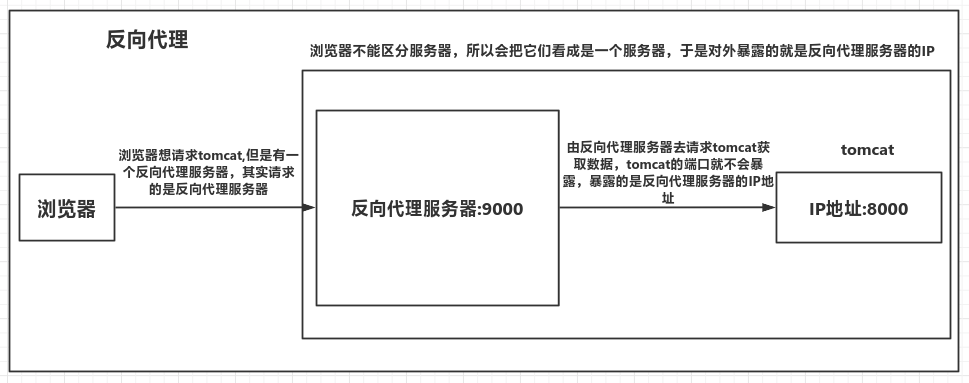 反向代理
浏览器不能区分服务器，所以会把它们看成是一个服务器，于是对外暴露的就是反向代理服务器的IP
浏览器想请求tomcat,但是有一
个反向代理服务器，其实请求
的是反向代理服务器
由反向代理服务器去请求tomcat获
取数据，tomcat的端口就不会暴
露，暴露的是反向代理服务器的IP地
址
tomcat
浏览器
反向代理服务器:9000
IP地址:8000